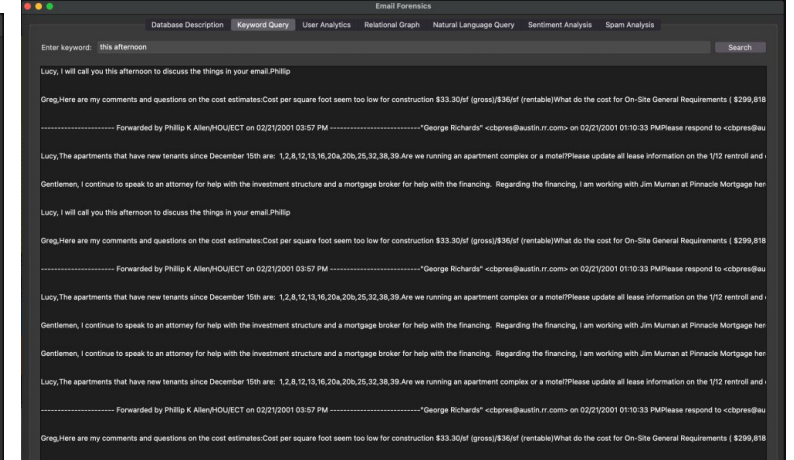 Email Forensics
Database Description Keyword Query User Analytics Relational Graph Natural Language Query Sentiment Analysis Spam Analysis
Enter keyword: this afternoon Search
Lucy, I will call you this afternoon to discuss the things in your email.Phillip
Greg,Here are my comments and questions on the cost estimates:Cost per square foot seem too low for construction $33.30/sf (gross)/$36/sf (rentable)What do the cost for On-Site General Requirements ( $299,818
---------------------- Forwarded by Phillip K Allen/HOU/ECT on 02/21/2001 03:57 PM ---------------------------"George Richards" <cbpres@austin.rr.com> on 02/21/2001 01:10:33 PMPlease respond to <cbpres@au
Lucy,The apartments that have new tenants since December 15th are: 1,2,8,12,13,16,20a,20b,25,32,38,39.Are we running an apartment complex or a motel?Please update all lease information on the 1/12 rentroll and
Gentlemen, I continue to speak to an attorney for help with the investment structure and a mortgage broker for help with the financing. Regarding the financing, I am working with Jim Murnan at Pinnacle Mortgage her
Lucy, I will call you this afternoon to discuss the things in your email.Phillip
Greg,Here are my comments and questions on the cost estimates:Cost per square foot seem too low for construction $33.30/sf (gross)/$36/sf (rentable)What do the cost for On-Site General Requirements ( $299,818
---------------------- Forwarded by Phillip K Allen/HOU/ECT on 02/21/2001 03:57 PM ---------------------------"George Richards" <cbpres@austin.rr.com> on 02/21/2001 01:10:33 PMPlease respond to <cbpres@au
Lucy,The apartments that have new tenants since December 15th are: 1,2,8,12,13,16,20a,20b,25,32,38,39.Are we running an apartment complex or a motel?Please update all lease information on the 1/12 rentroll and
Gentlemen, I continue to speak to an attorney for help with the investment structure and a mortgage broker for help with the financing. Regarding the financing, I am working with Jim Murnan at Pinnacle Mortgage her
Gentlemen, I continue to speak to an attorney for help with the investment structure and a mortgage broker for help with the financing. Regarding the financing, I am working with Jim Murnan at Pinnacle Mortgage her
Lucy,The apartments that have new tenants since December 15th are: 1,2,8,12,13,16,20a,20b,25,32,38,39.Are we running an apartment complex or a motel?Please update all lease information on the 1/12 rentroll and
---------------------- Forwarded by Phillip K Allen/HOU/ECT on 02/21/2001 03:57 PM ---------------------------"George Richards" <cbpres@austin.rr.com> on 02/21/2001 01:10:33 PMPlease respond to <cbpres@au
Greg,Here are my comments and questions on the cost estimates:Cost per square foot seem too low for construction $33.30/sf (gross)/$36/sf (rentable)What do the cost for On-Site General Requirements ( $299,818